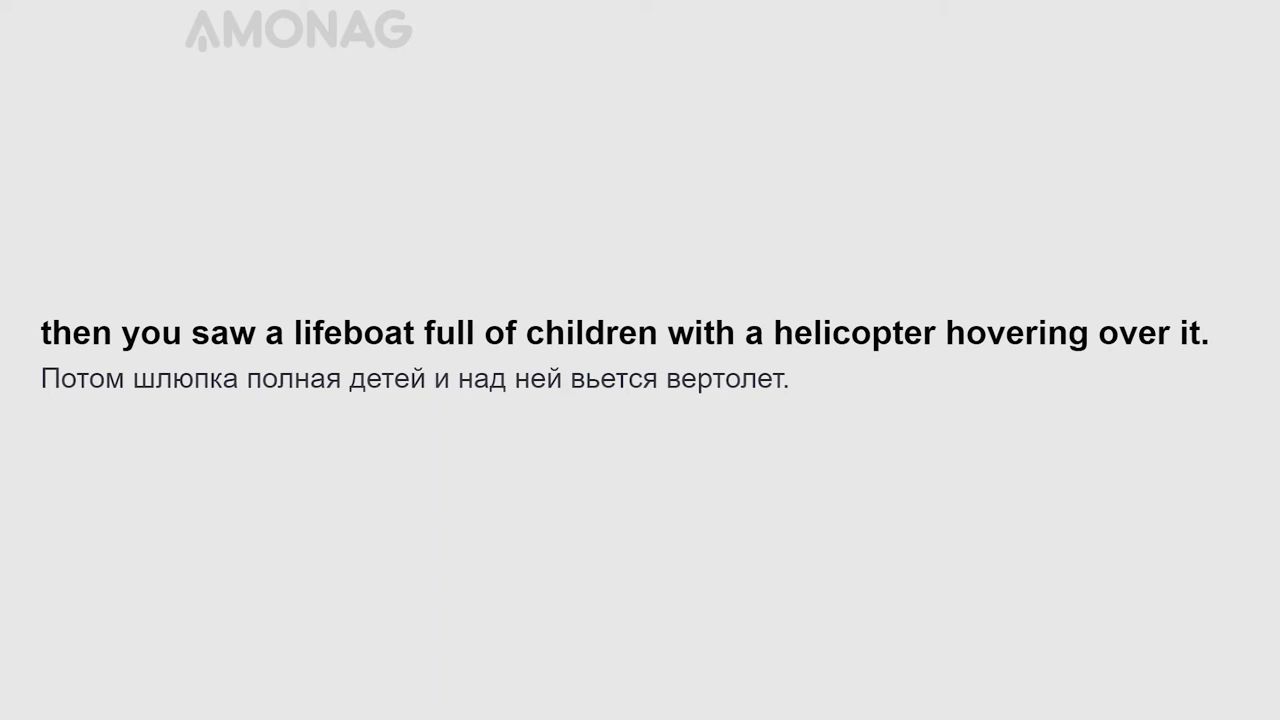 AMONAG
then you saw a lifeboat full of children with a helicopter hovering over it.
Потом шлюпка полная детей и над ней вьется вертолет.